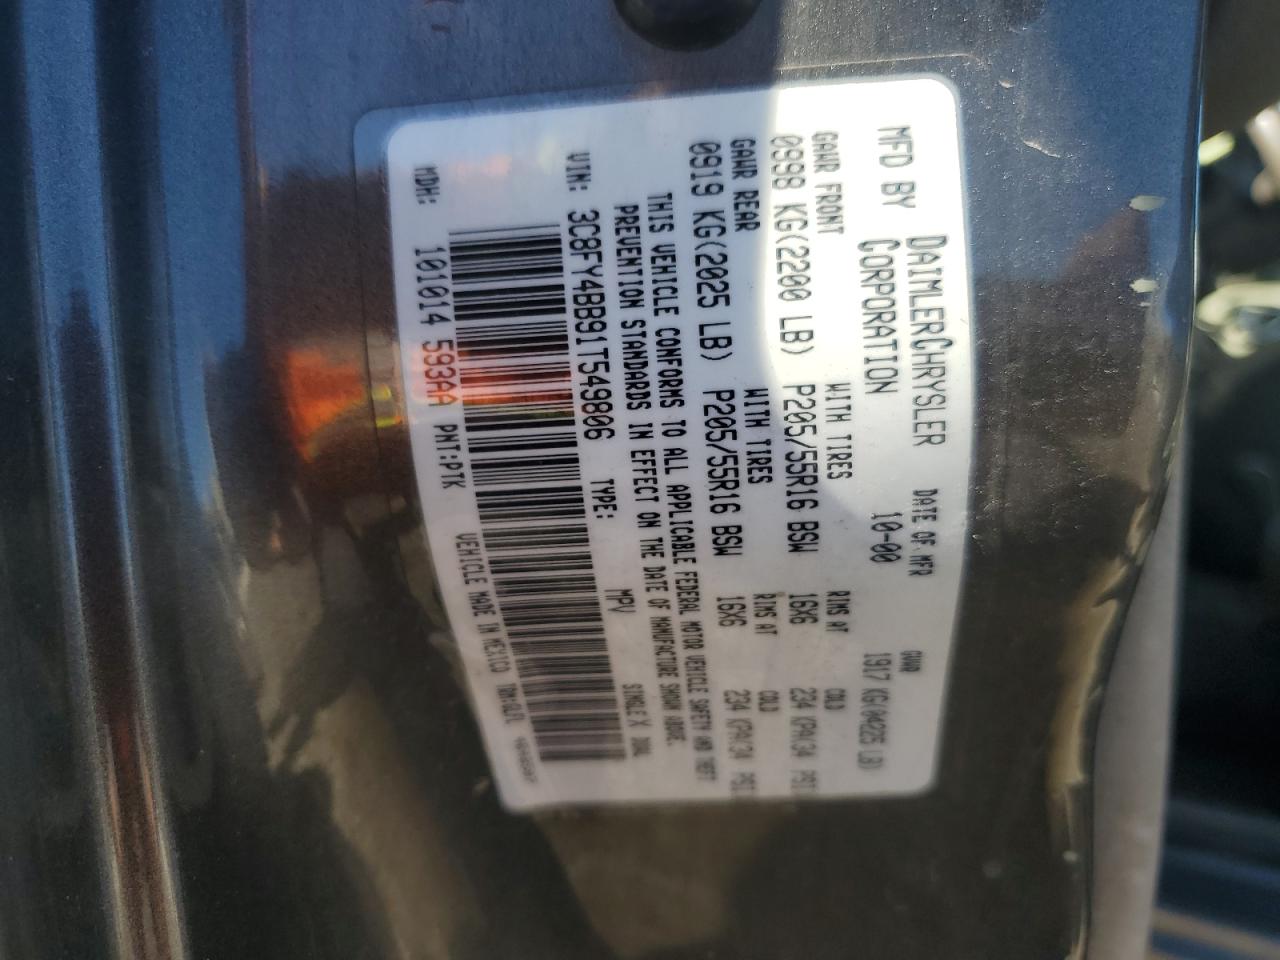 MFD BY DAIMLERCHRYSLER CORPORATION DATE OF MFR 10-00 GVWR 1917 KG(04225 LB)
GAWR FRONT WITH TIRES RIMS AT COLD
0998 KG(2200 LB) P205/55R16 BSW 16X6 234 KPA(34 PSI
GAWR REAR WITH TIRES RIMS AT COLD
0919 KG(2025 LB) P205/55R16 BSW 16X6 234 KPA(34 PSI
THIS VEHICLE CONFORMS TO ALL APPLICABLE FEDERAL MOTOR VEHICLE SAFETY AND THEFT
PREVENTION STANDARDS IN EFFECT ON THE DATE OF MANUFACTURE SHOWN ABOVE.
VIN: 3C8FY4BB91T549806 TYPE: MPV SINGLE X
MDH: 101014 593AA PNT:PTK VEHICLE MADE IN MEXICO